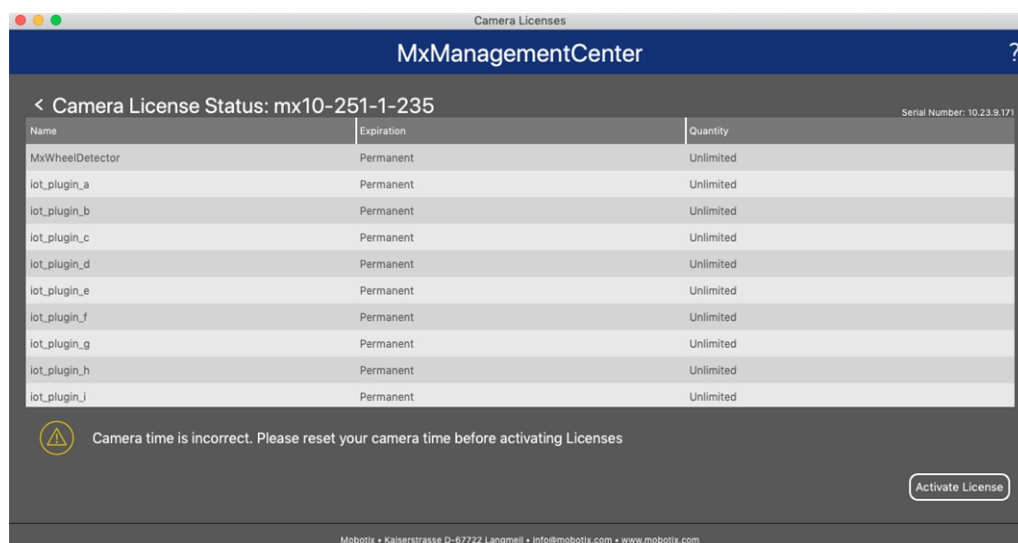 Camera Licenses
MxManagementCenter
?
< Camera License Status: mx10-251-1-235
Serial Number: 10.23.9.171
Name Expiration Quantity
MxWheelDetector Permanent Unlimited
iot_plugin_a Permanent Unlimited
iot_plugin_b Permanent Unlimited
iot_plugin_c Permanent Unlimited
iot_plugin_d Permanent Unlimited
iot_plugin_e Permanent Unlimited
iot_plugin_f Permanent Unlimited
iot_plugin_g Permanent Unlimited
iot_plugin_h Permanent Unlimited
iot_plugin_i Permanent Unlimited
Camera time is incorrect. Please reset your camera time before activating Licenses
Activate License
Mobotix • Kaiserstrasse D-67722 Langmeil • info@mobotix.com • www.mobotix.com